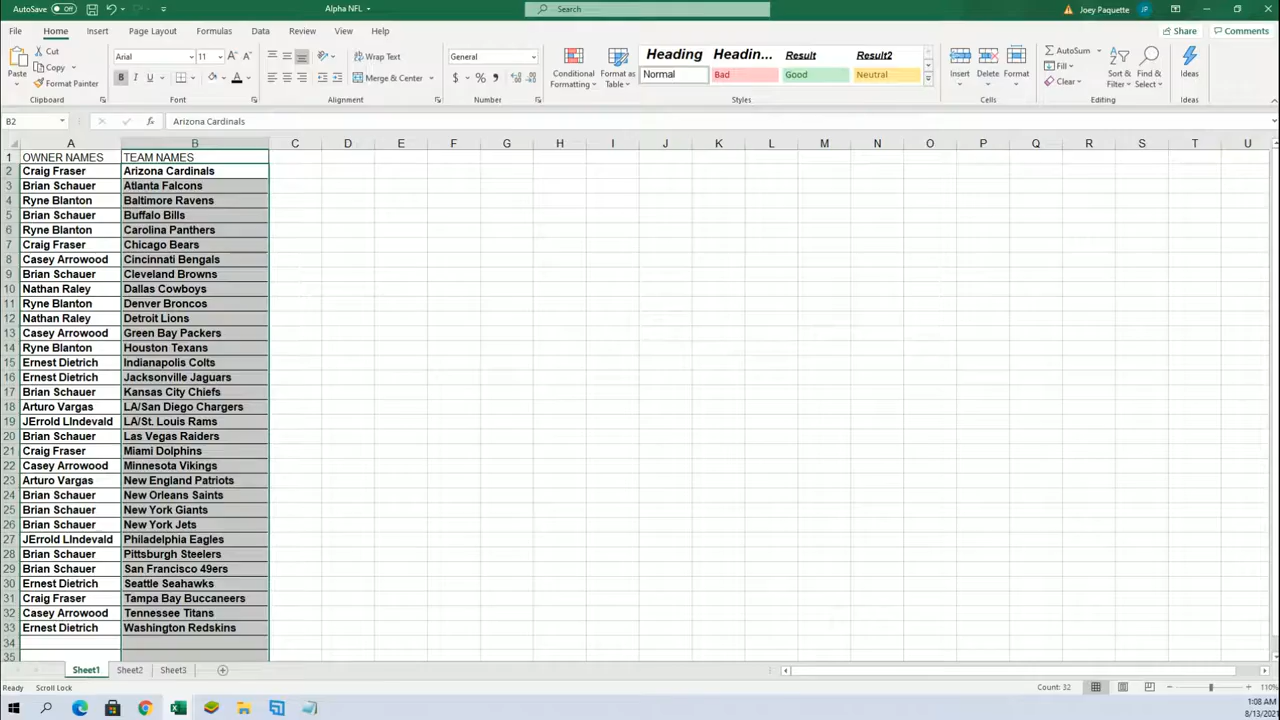 AutoSave Off Alpha NFL Search Joey Paquette JP
File Home Insert Page Layout Formulas Data Review View Help Share Comments
Paste Cut Copy Format Painter Clipboard
Arial 11 A A B I U A Font
Wrap Text Merge & Center Alignment
General $ % Number
Conditional Formatting Format as Table
Heading Headin... Result Result2
Normal Bad Good Neutral
Styles
Insert Delete Format Cells
AutoSum Fill Clear Sort & Filter Find & Select Editing
Ideas Ideas
B2 fx Arizona Cardinals
A B C D E F G H I J K L M N O P Q R S T U
1 OWNER NAMES TEAM NAMES
2 Craig Fraser Arizona Cardinals
3 Brian Schauer Atlanta Falcons
4 Ryne Blanton Baltimore Ravens
5 Brian Schauer Buffalo Bills
6 Ryne Blanton Carolina Panthers
7 Craig Fraser Chicago Bears
8 Casey Arrowood Cincinnati Bengals
9 Brian Schauer Cleveland Browns
10 Nathan Raley Dallas Cowboys
11 Ryne Blanton Denver Broncos
12 Nathan Raley Detroit Lions
13 Casey Arrowood Green Bay Packers
14 Ryne Blanton Houston Texans
15 Ernest Dietrich Indianapolis Colts
16 Ernest Dietrich Jacksonville Jaguars
17 Brian Schauer Kansas City Chiefs
18 Arturo Vargas LA/San Diego Chargers
19 JErrold LIndevald LA/St. Louis Rams
20 Brian Schauer Las Vegas Raiders
21 Craig Fraser Miami Dolphins
22 Casey Arrowood Minnesota Vikings
23 Arturo Vargas New England Patriots
24 Brian Schauer New Orleans Saints
25 Brian Schauer New York Giants
26 Brian Schauer New York Jets
27 JErrold LIndevald Philadelphia Eagles
28 Brian Schauer Pittsburgh Steelers
29 Brian Schauer San Francisco 49ers
30 Ernest Dietrich Seattle Seahawks
31 Craig Fraser Tampa Bay Buccaneers
32 Casey Arrowood Tennessee Titans
33 Ernest Dietrich Washington Redskins
34
35
Sheet1 Sheet2 Sheet3
Ready Scroll Lock Count: 32 110%
1:08 AM